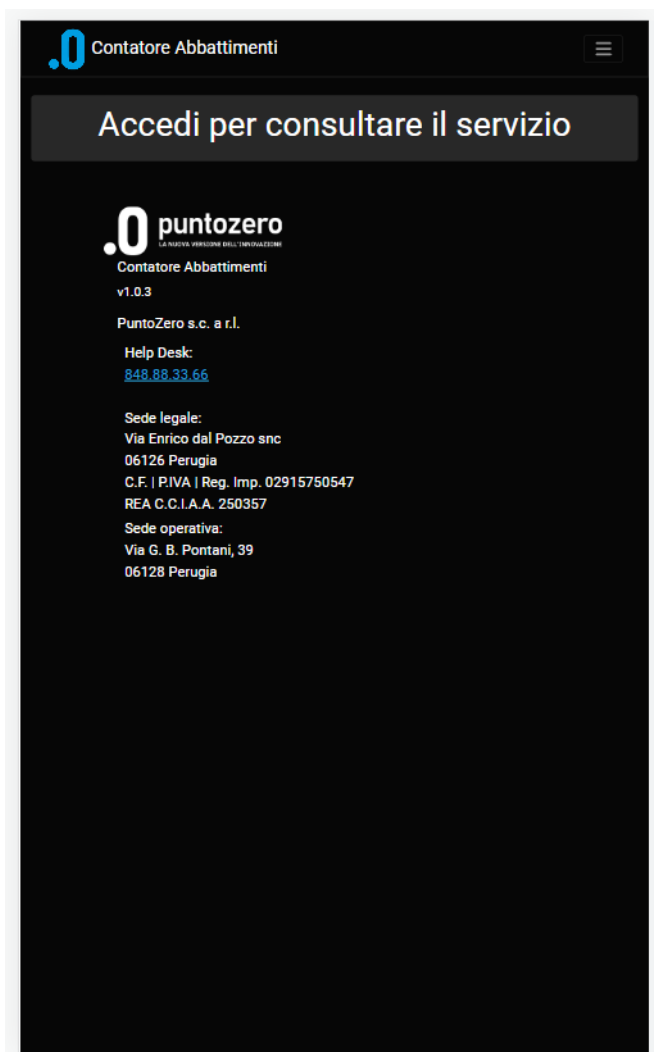 .0 Contatore Abbattimenti
Accedi per consultare il servizio
.0 puntozero
LA NUOVA VERSIONE DELL'INNOVAZIONE
Contatore Abbattimenti
v1.0.3
PuntoZero s.c. a r.l.
Help Desk:
848.88.33.66
Sede legale:
Via Enrico dal Pozzo snc
06126 Perugia
C.F. | P.IVA | Reg. Imp. 02915750547
REA C.C.I.A.A. 250357
Sede operativa:
Via G. B. Pontani, 39
06128 Perugia